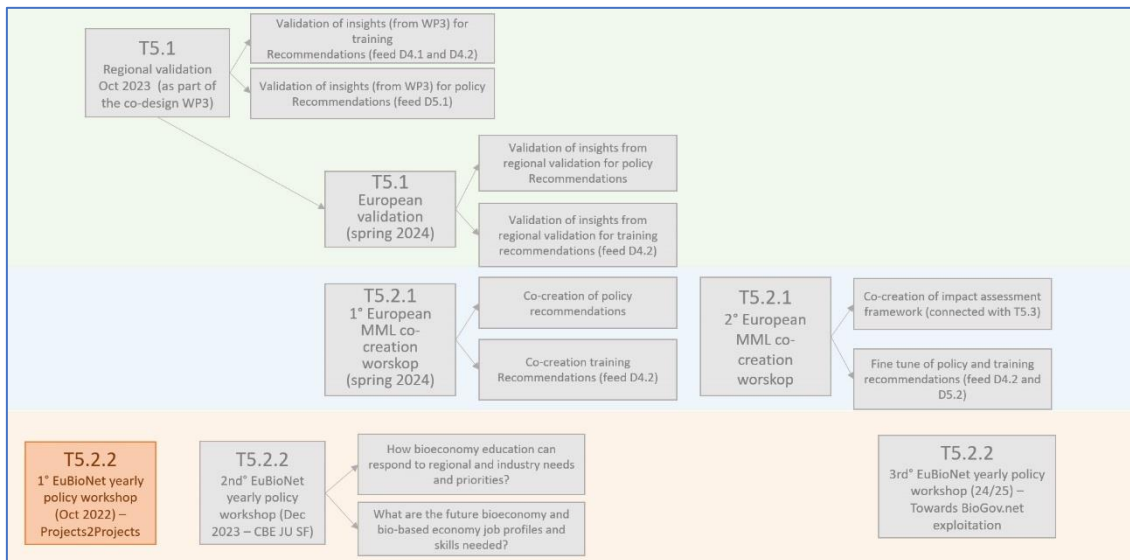 T5.1
Regional validation
Oct 2023 (as part of
the co-design WP3)
Validation of insights (from WP3) for
training
Recommendations (feed D4.1 and D4.2)
Validation of insights (from WP3) for policy
Recommendations (feed D5.1)
T5.1
European
validation
(spring 2024)
Validation of insights from
regional validation for policy
Recommendations
Validation of insights from
regional validation for training
recommendations (feed D4.2)
T5.2.1
1° European
MML co-
creation
worskop
(spring 2024)
Co-creation of policy
recommendations
Co-creation training
Recommendations (feed D4.2)
T5.2.1
2° European
MML co-
creation
worskop
Co-creation of impact assessment
framework (connected with T5.3)
Fine tune of policy and training
recommendations (feed D4.2 and
D5.2)
T5.2.2
1° EuBioNet yearly
policy workshop
(Oct 2022) –
Projects2Projects
T5.2.2
2nd° EuBioNet
yearly policy
workshop (Dec
2023 – CBE JU SF)
How bioeconomy education can
respond to regional and industry needs
and priorities?
What are the future bioeconomy and
bio-based economy job profiles and
skills needed?
T5.2.2
3rd° EuBioNet yearly policy
workshop (24/25) –
Towards BioGov.net
exploitation